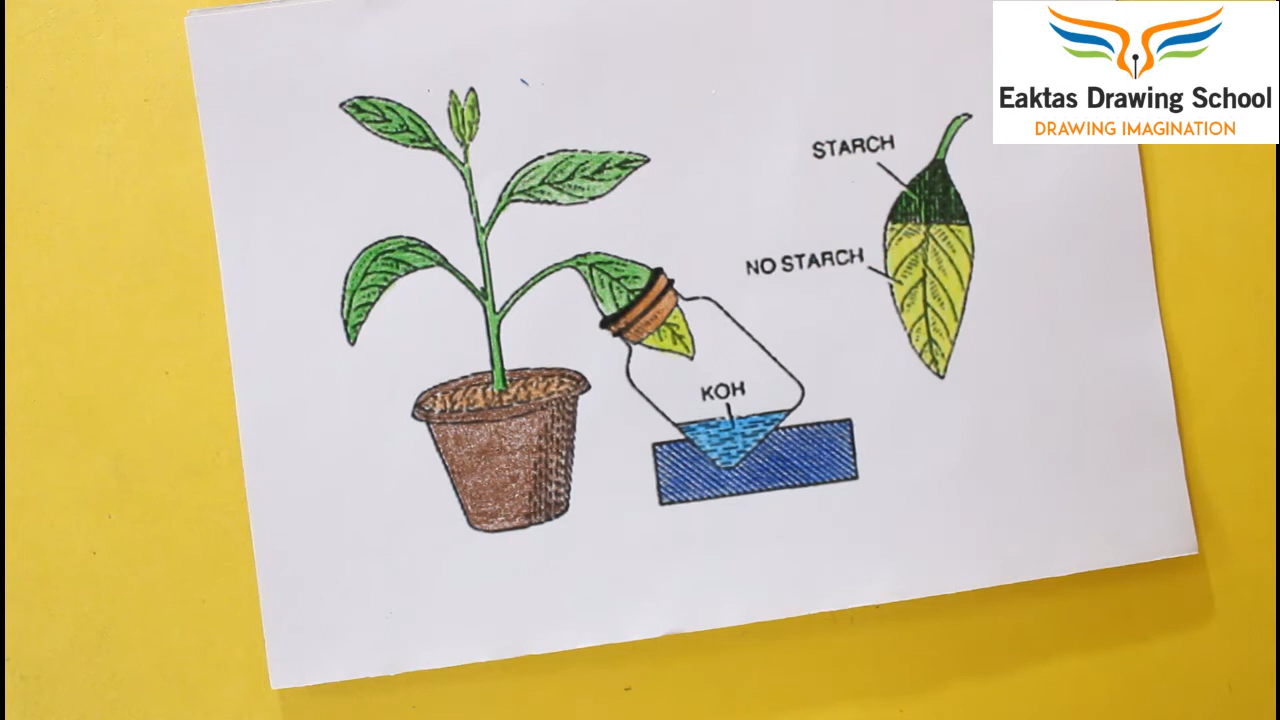 Eaktas Drawing School
DRAWING IMAGINATION
STARCH
NO STARCH
KOH